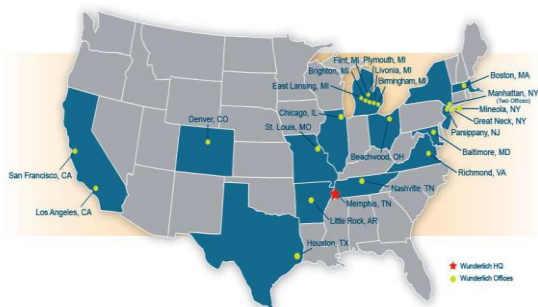 Flint, MI
Plymouth, MI
Brighton, MI
Livonia, MI
East Lansing, MI
Birmingham, MI
Boston, MA
Manhattan, NY
(Two Offices)
Mineola, NY
Great Neck, NY
Parsippany, NJ
Chicago, IL
Denver, CO
St. Louis, MO
Beachwood, OH
Baltimore, MD
San Francisco, CA
Richmond, VA
Nashville, TN
Los Angeles, CA
Memphis, TN
Little Rock, AR
Houston, TX
Wunderlich HQ
Wunderlich Offices